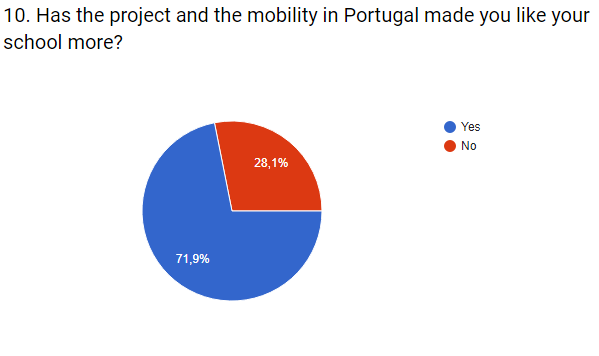 10. Has the project and the mobility in Portugal made you like your
school more?
Yes
No
28,1%
71,9%